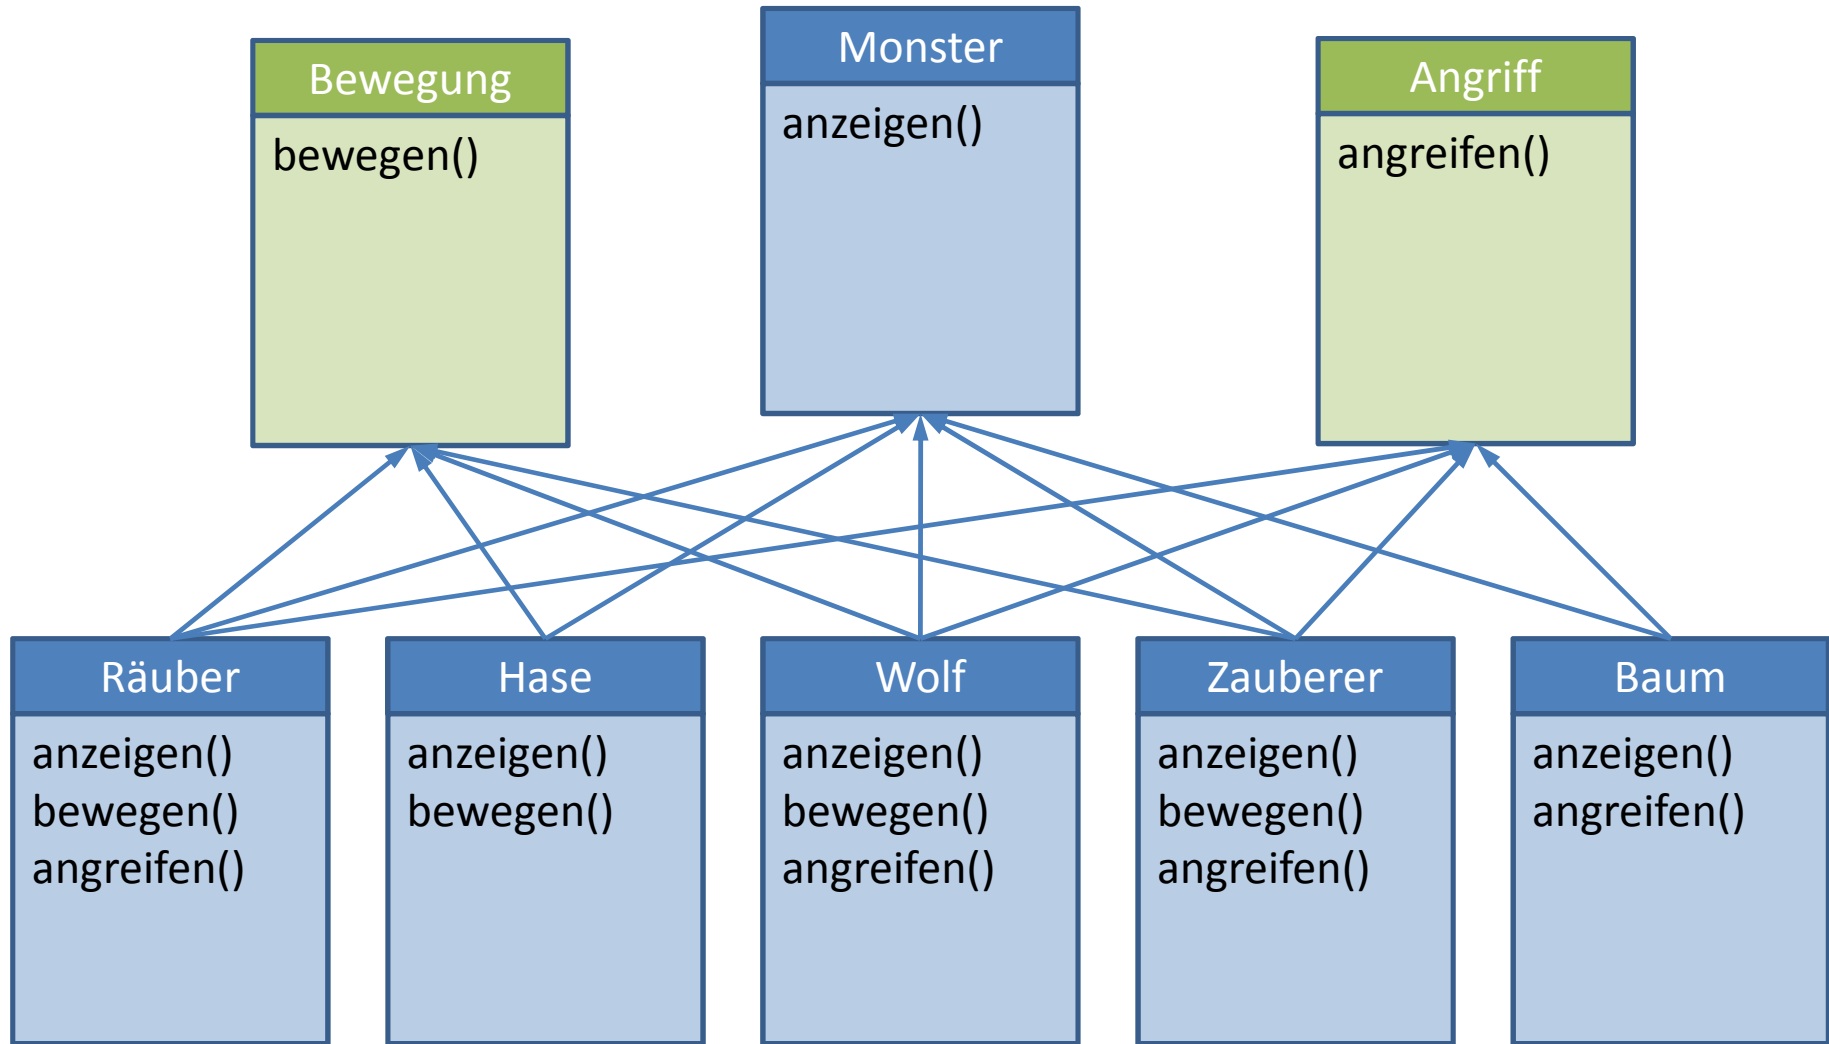 Bewegung
bewegen()
Monster
anzeigen()
Angriff
angreifen()
Räuber
anzeigen()
bewegen()
angreifen()
Hase
anzeigen()
bewegen()
Wolf
anzeigen()
bewegen()
angreifen()
Zauberer
anzeigen()
bewegen()
angreifen()
Baum
anzeigen()
angreifen()